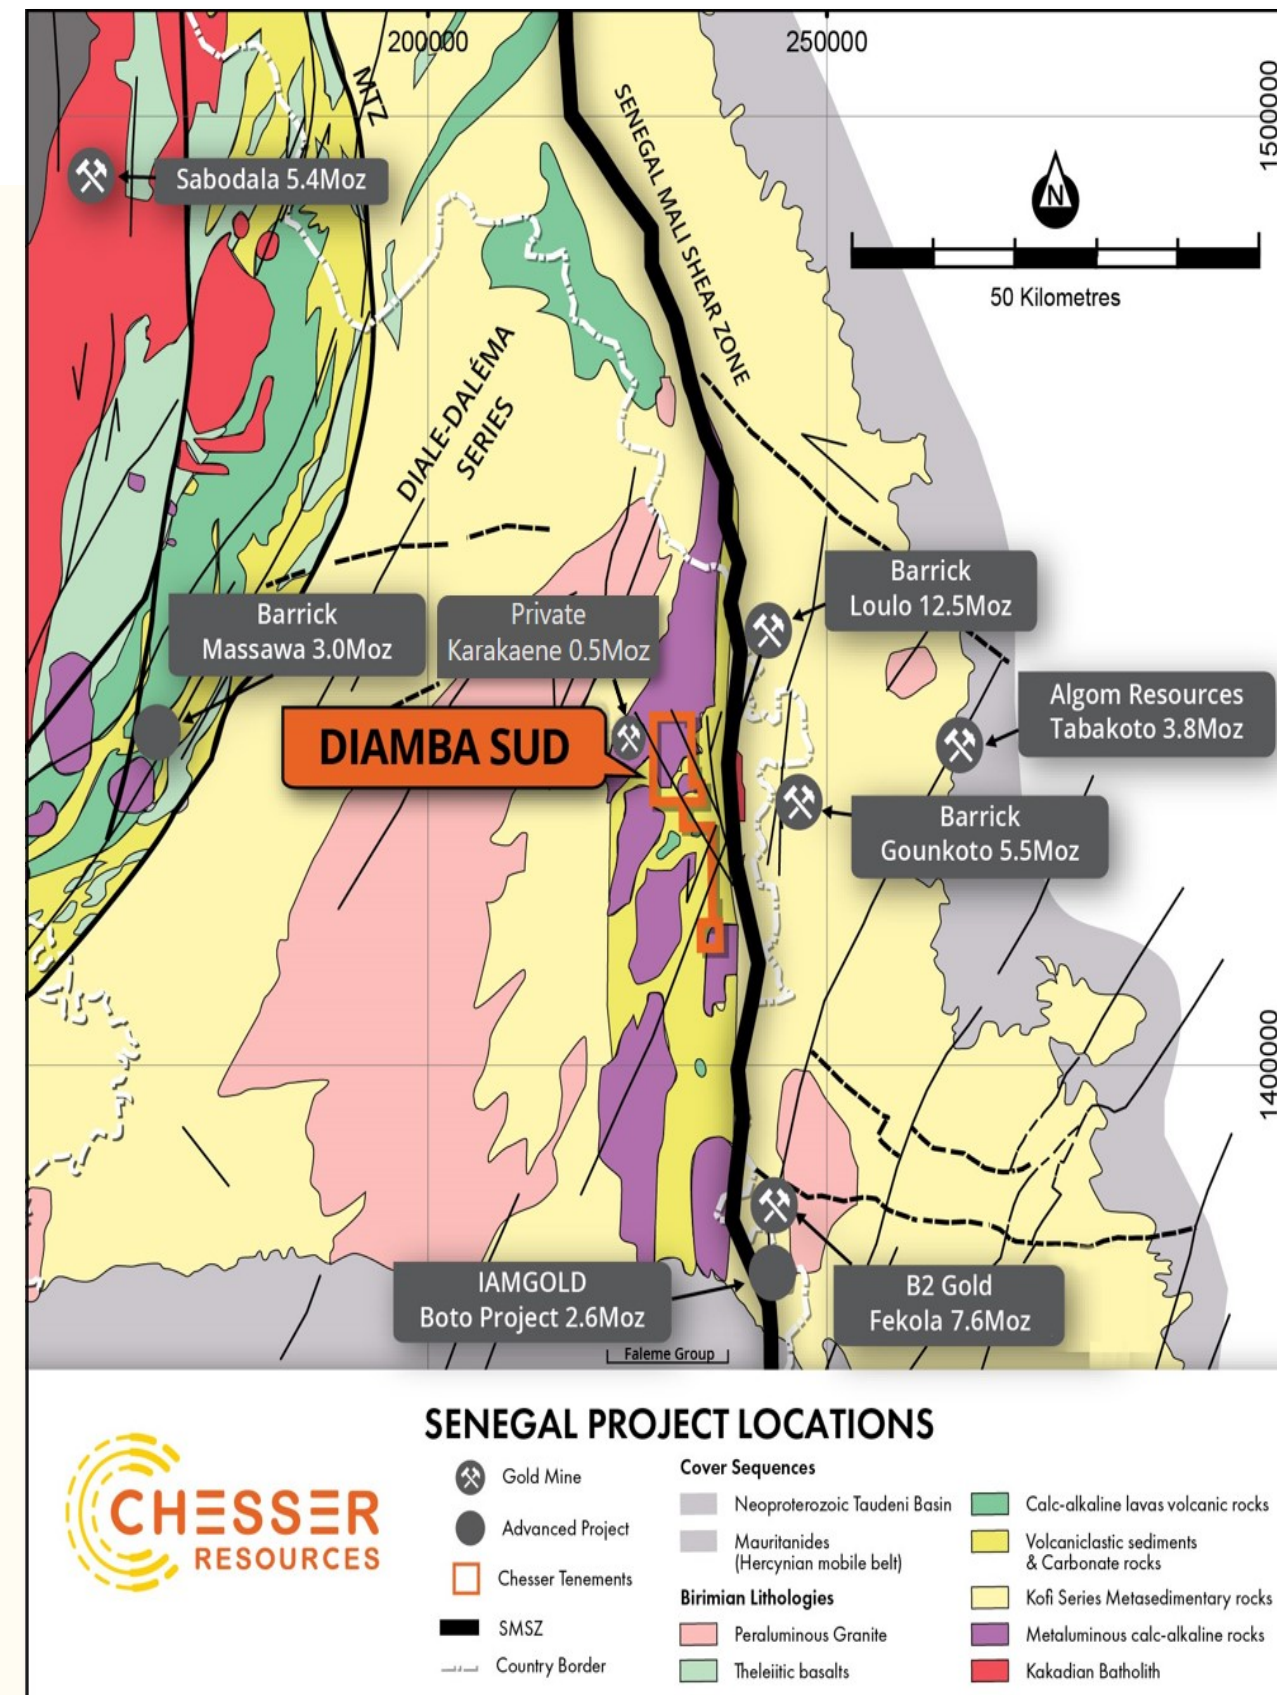 200000
250000
1500000
MTZ
SENEGAL MALI SHEAR ZONE
Sabodala 5.4Moz
N
50 Kilometres
DIALE-DALÉMA
SERIES
Barrick
Loulo 12.5Moz
Barrick
Massawa 3.0Moz
Private
Karakaene 0.5Moz
Algom Resources
Tabakoto 3.8Moz
DIAMBA SUD
Barrick
Gounkoto 5.5Moz
1400000
IAMGOLD
Boto Project 2.6Moz
B2 Gold
Fekola 7.6Moz
Faleme Group
CHESSER
RESOURCES
SENEGAL PROJECT LOCATIONS
Gold Mine
Advanced Project
Chesser Tenements
SMSZ
Country Border
Cover Sequences
Neoproterozoic Taudeni Basin
Mauritanides
(Hercynian mobile belt)
Birimian Lithologies
Peraluminous Granite
Theleiitic basalts
Calc-alkaline lavas volcanic rocks
Volcaniclastic sediments
& Carbonate rocks
Kofi Series Metasedimentary rocks
Metaluminous calc-alkaline rocks
Kakadian Batholith